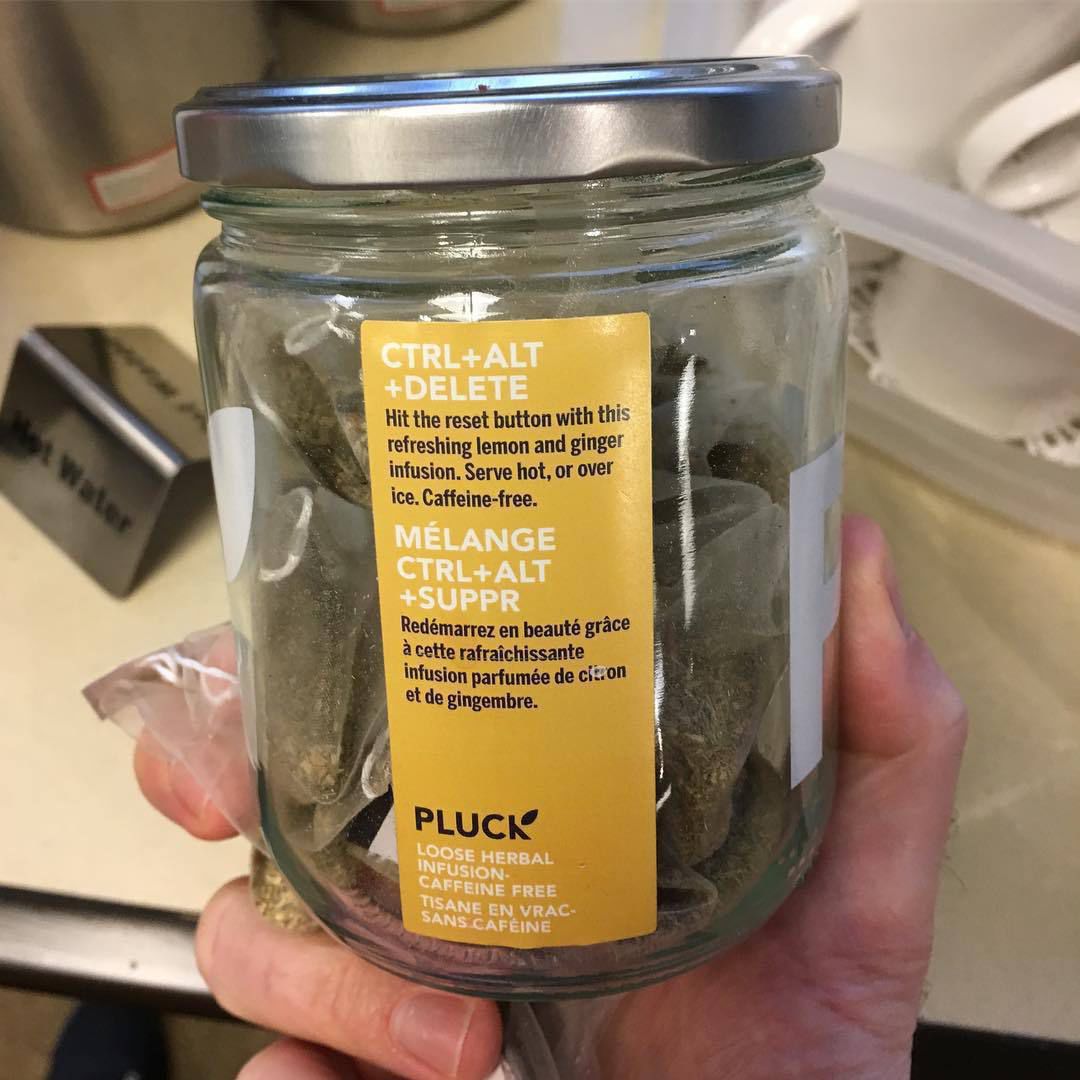 CTRL+ALT
+DELETE
Hit the reset button with this
refreshing lemon and ginger
infusion. Serve hot, or over
ice. Caffeine-free.
MÉLANGE
CTRL+ALT
+SUPPR
Redémarrez en beauté grâce
à cette rafraîchissante
infusion parfumée de citron
et de gingembre.
PLUCK
LOOSE HERBAL
INFUSION-
CAFFEINE FREE
TISANE EN VRAC-
SANS CAFÉINE
Hot Water